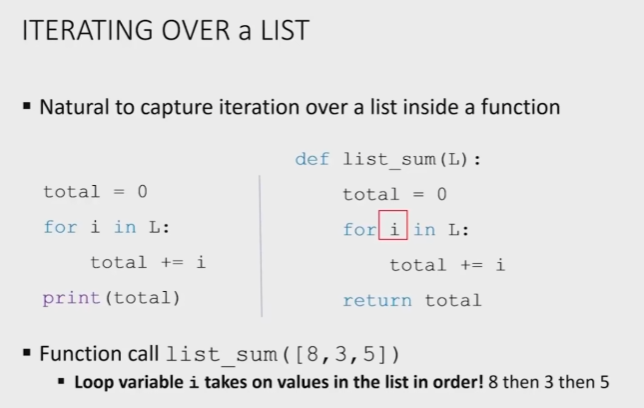 ITERATING OVER a LIST
▪ Natural to capture iteration over a list inside a function
total = 0
for i in L:
    total += i
print(total)
def list_sum(L):
    total = 0
    for i in L:
        total += i
    return total
▪ Function call list_sum([8,3,5])
▪ Loop variable i takes on values in the list in order! 8 then 3 then 5